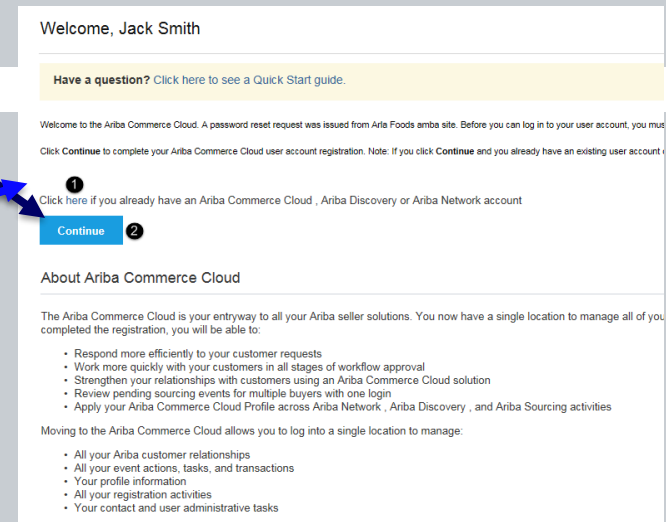 Welcome, Jack Smith
Have a question? Click here to see a Quick Start guide.
Welcome to the Ariba Commerce Cloud. A password reset request was issued from Arla Foods amba site. Before you can log in to your user account, you mus
Click Continue to complete your Ariba Commerce Cloud user account registration. Note: If you click Continue and you already have an existing user account
1
Click here if you already have an Ariba Commerce Cloud , Ariba Discovery or Ariba Network account
Continue 2
About Ariba Commerce Cloud
The Ariba Commerce Cloud is your entryway to all your Ariba seller solutions. You now have a single location to manage all of you
completed the registration, you will be able to:
• Respond more efficiently to your customer requests
• Work more quickly with your customers in all stages of workflow approval
• Strengthen your relationships with customers using an Ariba Commerce Cloud solution
• Review pending sourcing events for multiple buyers with one login
• Apply your Ariba Commerce Cloud Profile across Ariba Network , Ariba Discovery , and Ariba Sourcing activities
Moving to the Ariba Commerce Cloud allows you to log into a single location to manage:
• All your Ariba customer relationships
• All your event actions, tasks, and transactions
• Your profile information
• All your registration activities
• Your contact and user administrative tasks